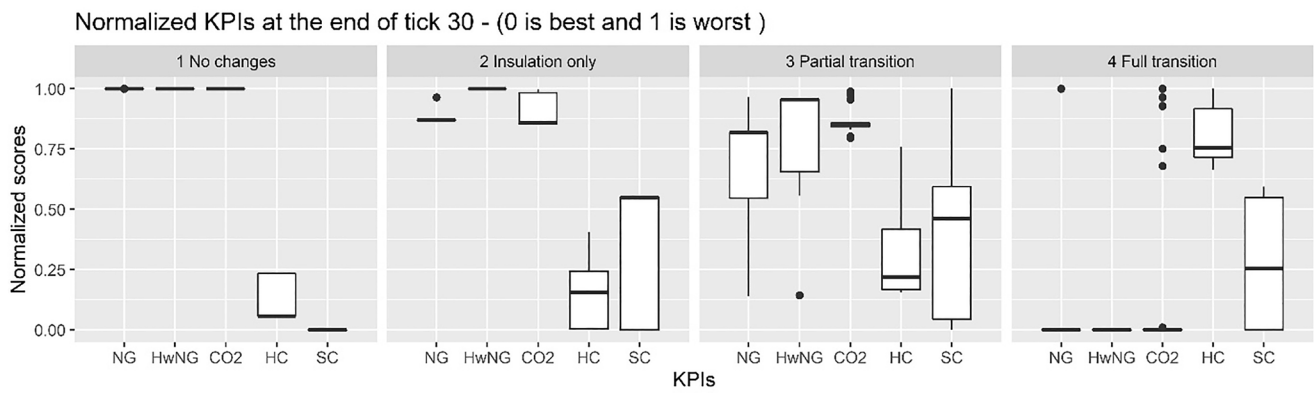 Normalized KPIs at the end of tick 30 - (0 is best and 1 is worst )
1 No changes
2 Insulation only
3 Partial transition
4 Full transition
Normalized scores
1.00
0.75
0.50
0.25
0.00
NG HwNG CO2 HC SC
NG HwNG CO2 HC SC
NG HwNG CO2 HC SC
NG HwNG CO2 HC SC
KPIs